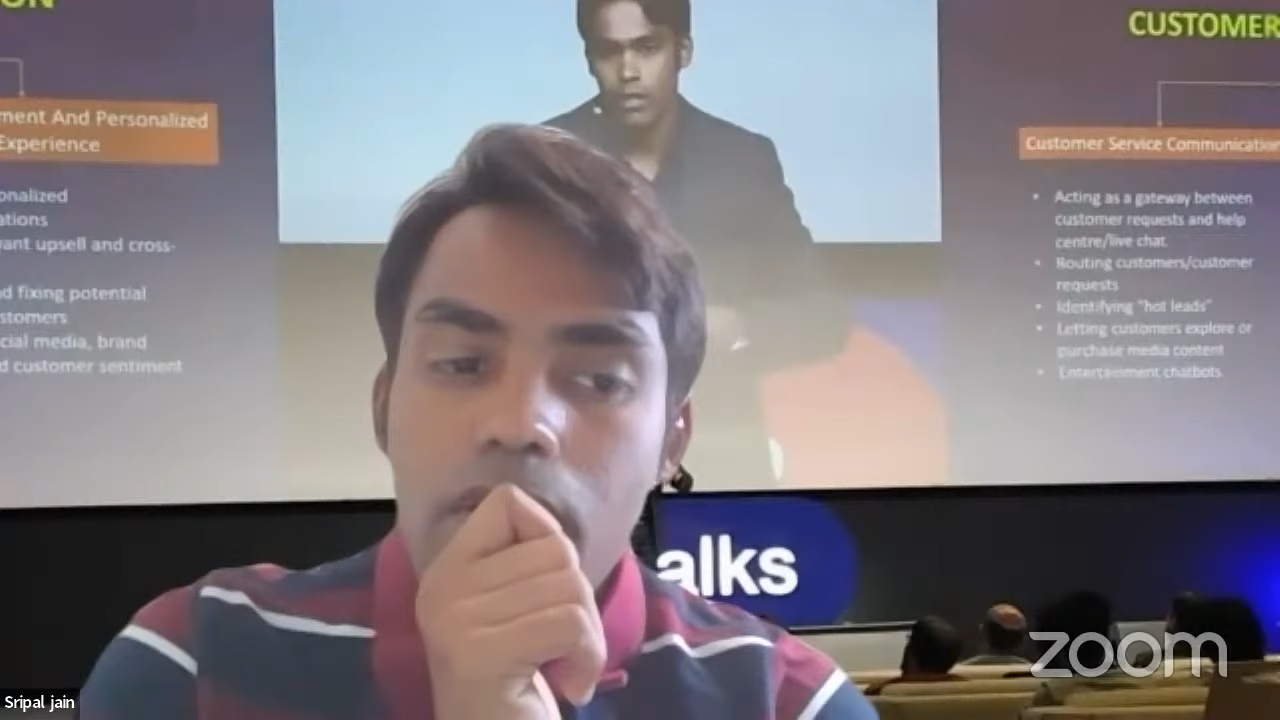 ON
ment And Personalized
Experience
onalized
ations
vant upsell and cross-
d fixing potential
stomers
cial media, brand
d customer sentiment
CUSTOMER
Customer Service Communication
• Acting as a gateway between
customer requests and help
centre/live chat.
• Routing customers/customer
requests
• Identifying "hot leads"
• Letting customers explore or
purchase media content
• Entertainment chatbots
alks
zoom
Sripal jain